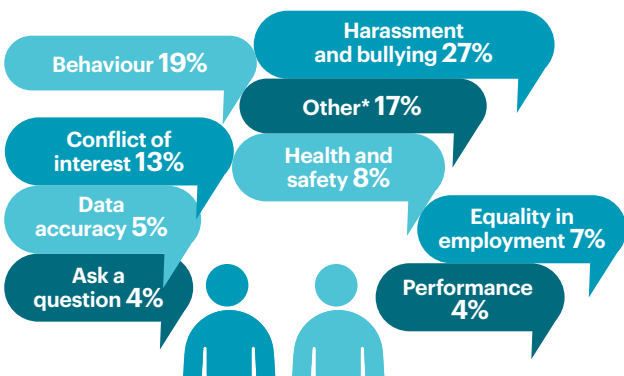 Harassment
and bullying 27%
Behaviour 19%
Other* 17%
Conflict of
interest 13%
Health and
safety 8%
Data
accuracy 5%
Equality in
employment 7%
Ask a
question 4%
Performance
4%